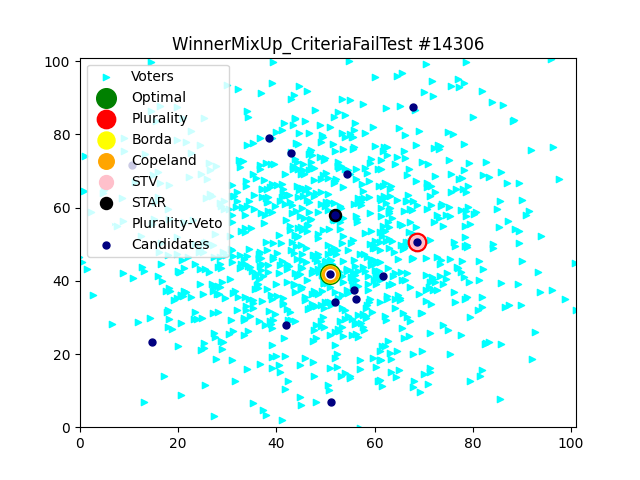 WinnerMixUp_CriteriaFailTest #14306
Voters
Optimal
Plurality
Borda
Copeland
STV
STAR
Plurality-Veto
Candidates
100
80
60
40
20
0
0 20 40 60 80 100